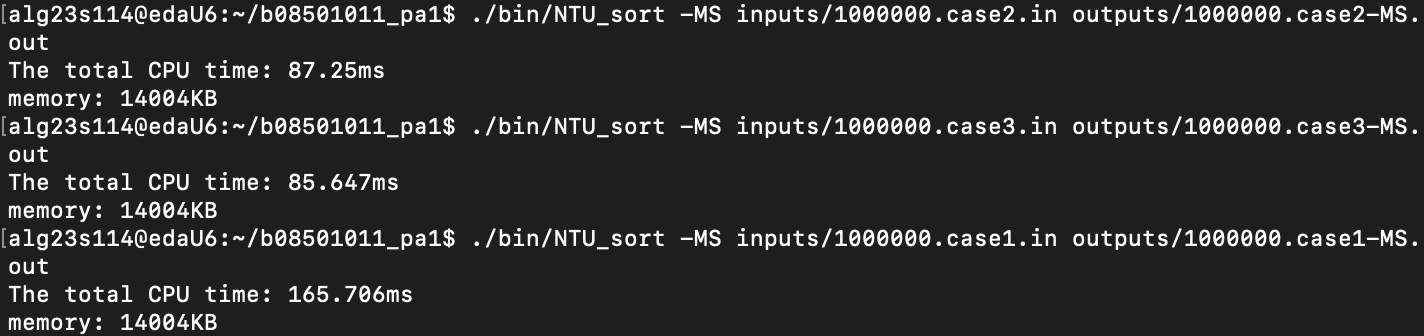 [alg23s114@edaU6:~/b08501011_pa1$ ./bin/NTU_sort -MS inputs/1000000.case2.in outputs/1000000.case2-MS.
out
The total CPU time: 87.25ms
memory: 14004KB
[alg23s114@edaU6:~/b08501011_pa1$ ./bin/NTU_sort -MS inputs/1000000.case3.in outputs/1000000.case3-MS.
out
The total CPU time: 85.647ms
memory: 14004KB
[alg23s114@edaU6:~/b08501011_pa1$ ./bin/NTU_sort -MS inputs/1000000.case1.in outputs/1000000.case1-MS.
out
The total CPU time: 165.706ms
memory: 14004KB